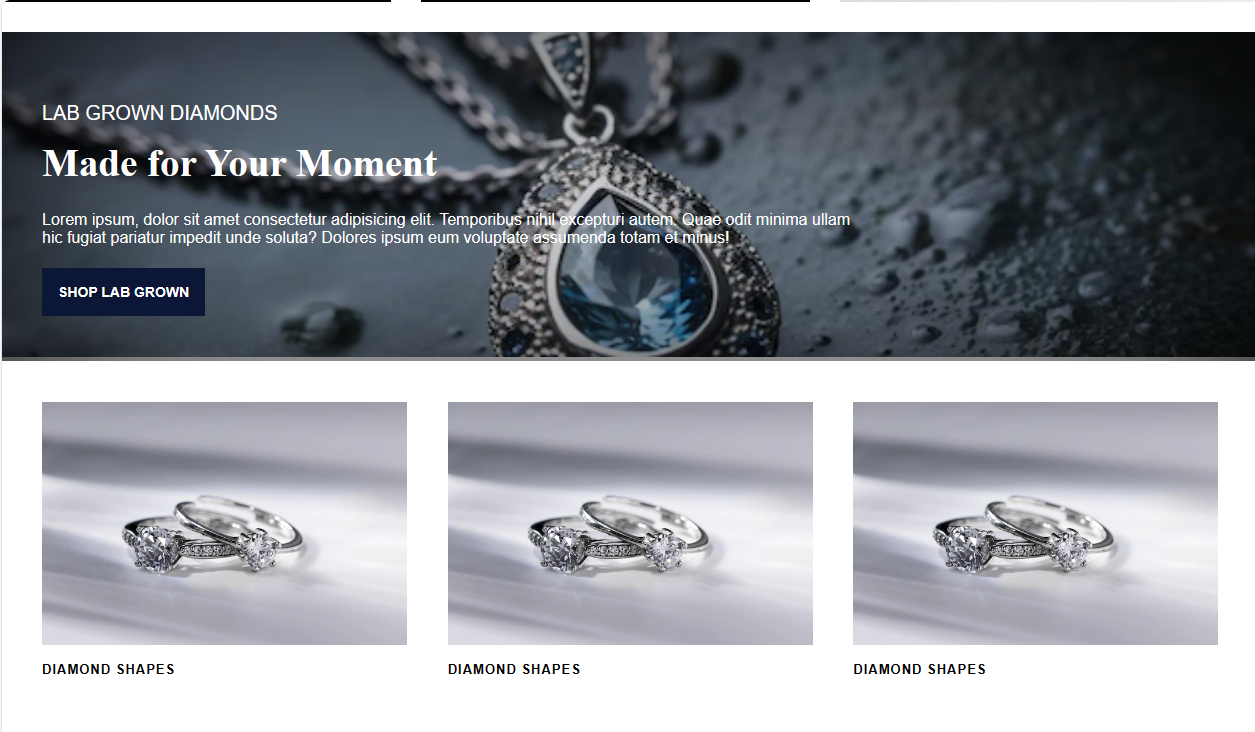 LAB GROWN DIAMONDS
Made for Your Moment
Lorem ipsum, dolor sit amet consectetur adipisicing elit. Temporibus nihil excepturi autem. Quae odit minima ullam
hic fugiat pariatur impedit unde soluta? Dolores ipsum eum voluptate assumenda totam et minus!
SHOP LAB GROWN
DIAMOND SHAPES
DIAMOND SHAPES
DIAMOND SHAPES